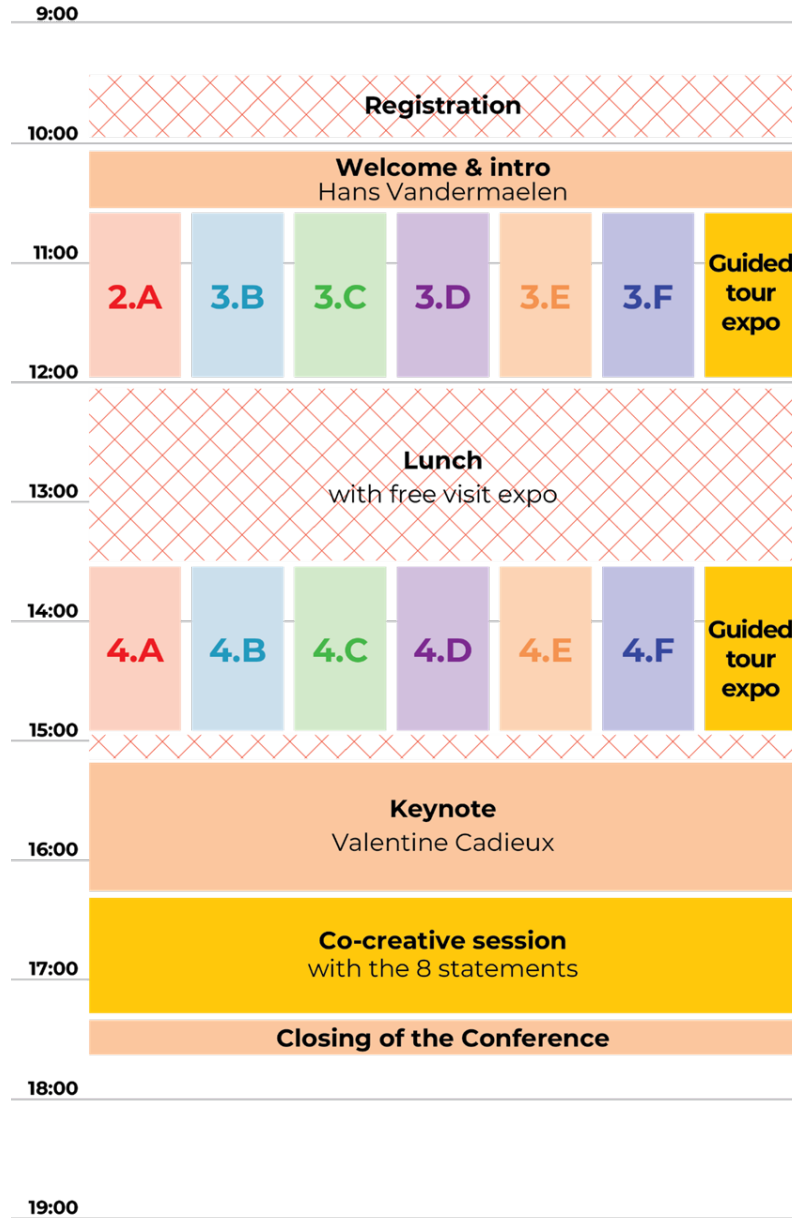 9:00
Registration
10:00
Welcome & intro
Hans Vandermaelen
11:00
2.A
3.B
3.C
3.D
3.E
3.F
Guided
tour
expo
12:00
Lunch
with free visit expo
13:00
14:00
4.A
4.B
4.C
4.D
4.E
4.F
Guided
tour
expo
15:00
Keynote
Valentine Cadieux
16:00
Co-creative session
with the 8 statements
17:00
Closing of the Conference
18:00
19:00